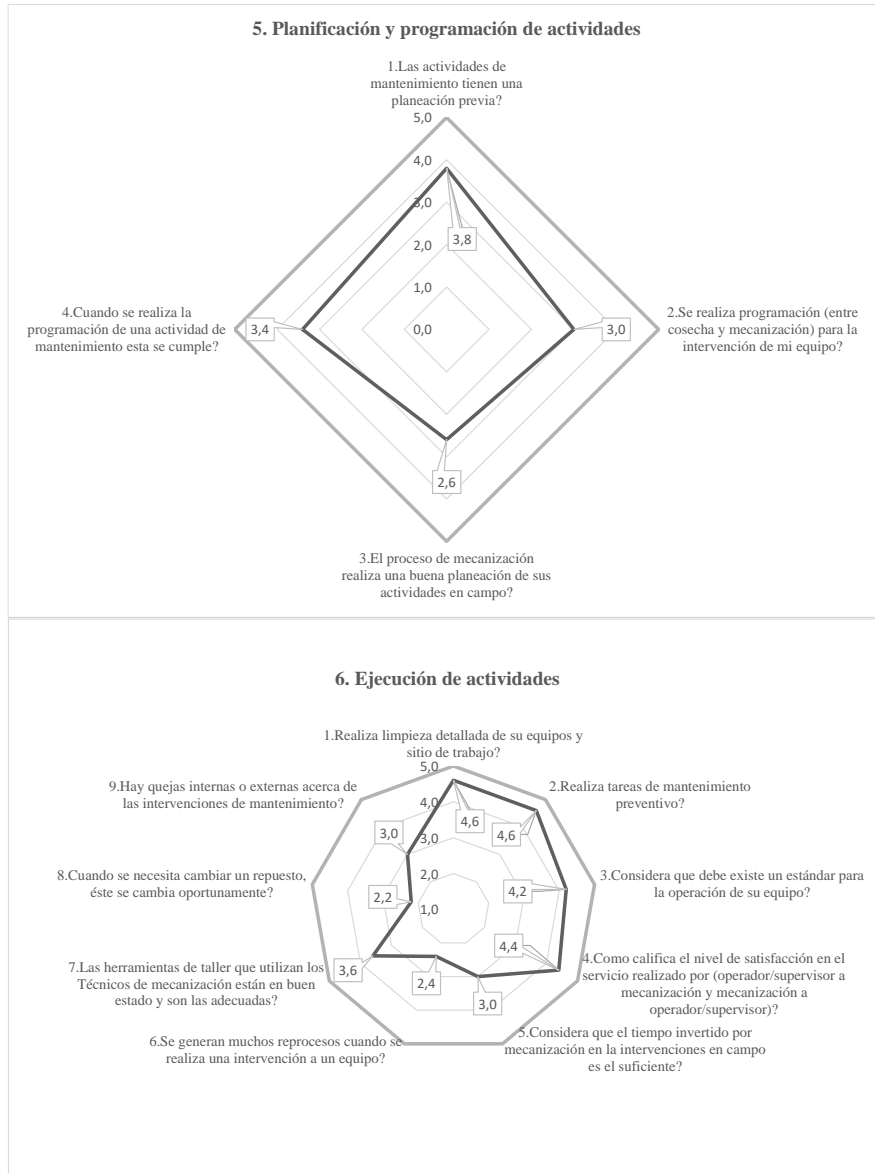 5. Planificación y programación de actividades
1.Las actividades de
mantenimiento tienen una
planeación previa?
5,0
4,0
3,0
2,0
1,0
0,0
3,8
2.Se realiza programación (entre
cosecha y mecanización) para la
intervención de mi equipo?
3,0
3.El proceso de mecanización
realiza una buena planeación de sus
actividades en campo?
2,6
4.Cuando se realiza la
programación de una actividad de
mantenimiento esta se cumple?
3,4
6. Ejecución de actividades
1.Realiza limpieza detallada de su equipos y
sitio de trabajo?
5,0
4,0
3,0
2,0
1,0
4,6
2.Realiza tareas de mantenimiento
preventivo?
4,6
3.Considera que debe existe un estándar para
la operación de su equipo?
4,2
4.Como califica el nivel de satisfacción en el
servicio realizado por (operador/supervisor a
mecanización y mecanización a
operador/supervisor)?
4,4
5.Considera que el tiempo invertido por
mecanización en la intervenciones en campo
es el suficiente?
3,0
6.Se generan muchos reprocesos cuando se
realiza una intervención a un equipo?
2,4
7.Las herramientas de taller que utilizan los
Técnicos de mecanización están en buen
estado y son las adecuadas?
3,6
8.Cuando se necesita cambiar un repuesto,
éste se cambia oportunamente?
2,2
9.Hay quejas internas o externas acerca de
las intervenciones de mantenimiento?
3,0